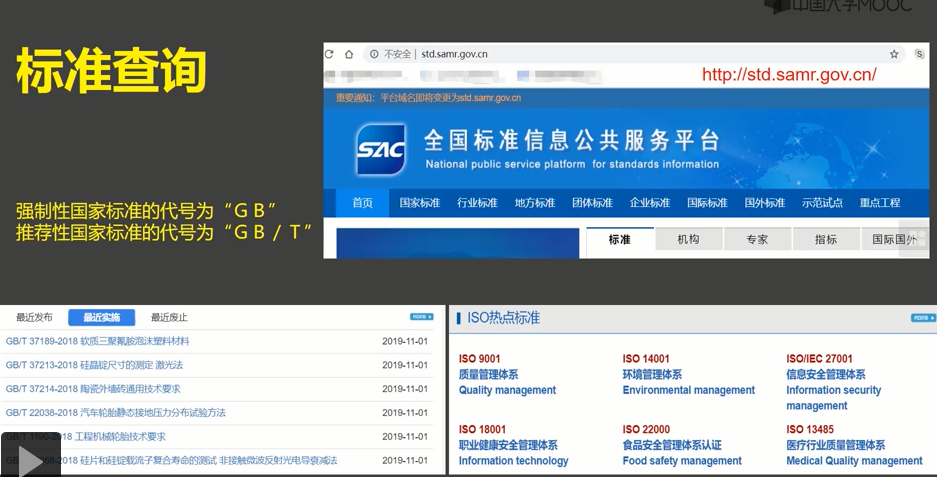 中国大学MOOC
标准查询
不安全 | std.samr.gov.cn
http://std.samr.gov.cn/
重要通知：平台域名即将变更为std.samr.gov.cn
SAC
全国标准信息公共服务平台
National public service platform for standards information
首页 国家标准 行业标准 地方标准 团体标准 企业标准 国际标准 国外标准 示范试点 重点工程
标准 机构 专家 指标 国际国外
强制性国家标准的代号为“GB”
推荐性国家标准的代号为“GB/T”
最近发布 最近实施 最近废止
GB/T 37189-2018 软质三聚氰胺泡沫塑料材料 2019-11-01
GB/T 37213-2018 硅晶锭尺寸的测定 激光法 2019-11-01
GB/T 37214-2018 陶瓷外墙砖通用技术要求 2019-11-01
GB/T 22038-2018 汽车轮胎静态接地压力分布试验方法 2019-11-01
GB/T 1190-2018 工程机械轮胎技术要求 2019-11-01
2018 硅片和硅锭载流子复合寿命的测试 非接触微波反射光电导衰减法 2019-11-01
ISO热点标准
ISO 9001
质量管理体系
Quality management
ISO 14001
环境管理体系
Environmental management
ISO/IEC 27001
信息安全管理体系
Information security
management
ISO 18001
职业健康安全管理体系
Information technology
ISO 22000
食品安全管理体系认证
Food safety management
ISO 13485
医疗行业质量管理体系
Medical Quality management